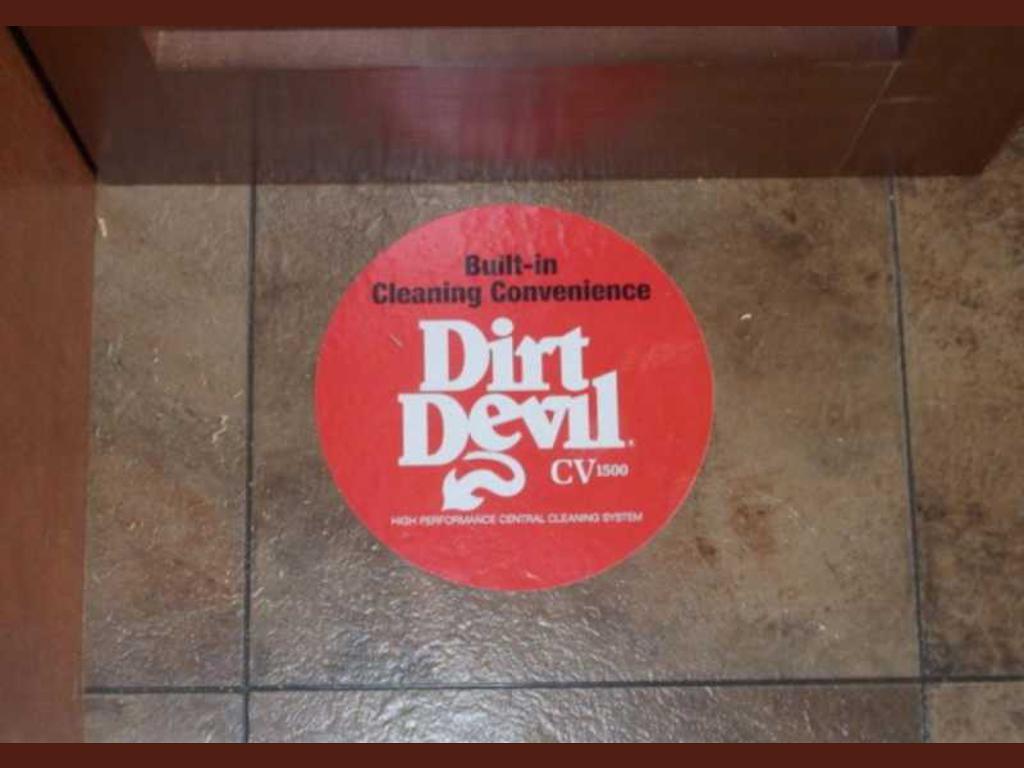 Built-in
Cleaning Convenience
Dirt
Devil.
CV1500
HIGH PERFORMANCE CENTRAL CLEANING SYSTEM